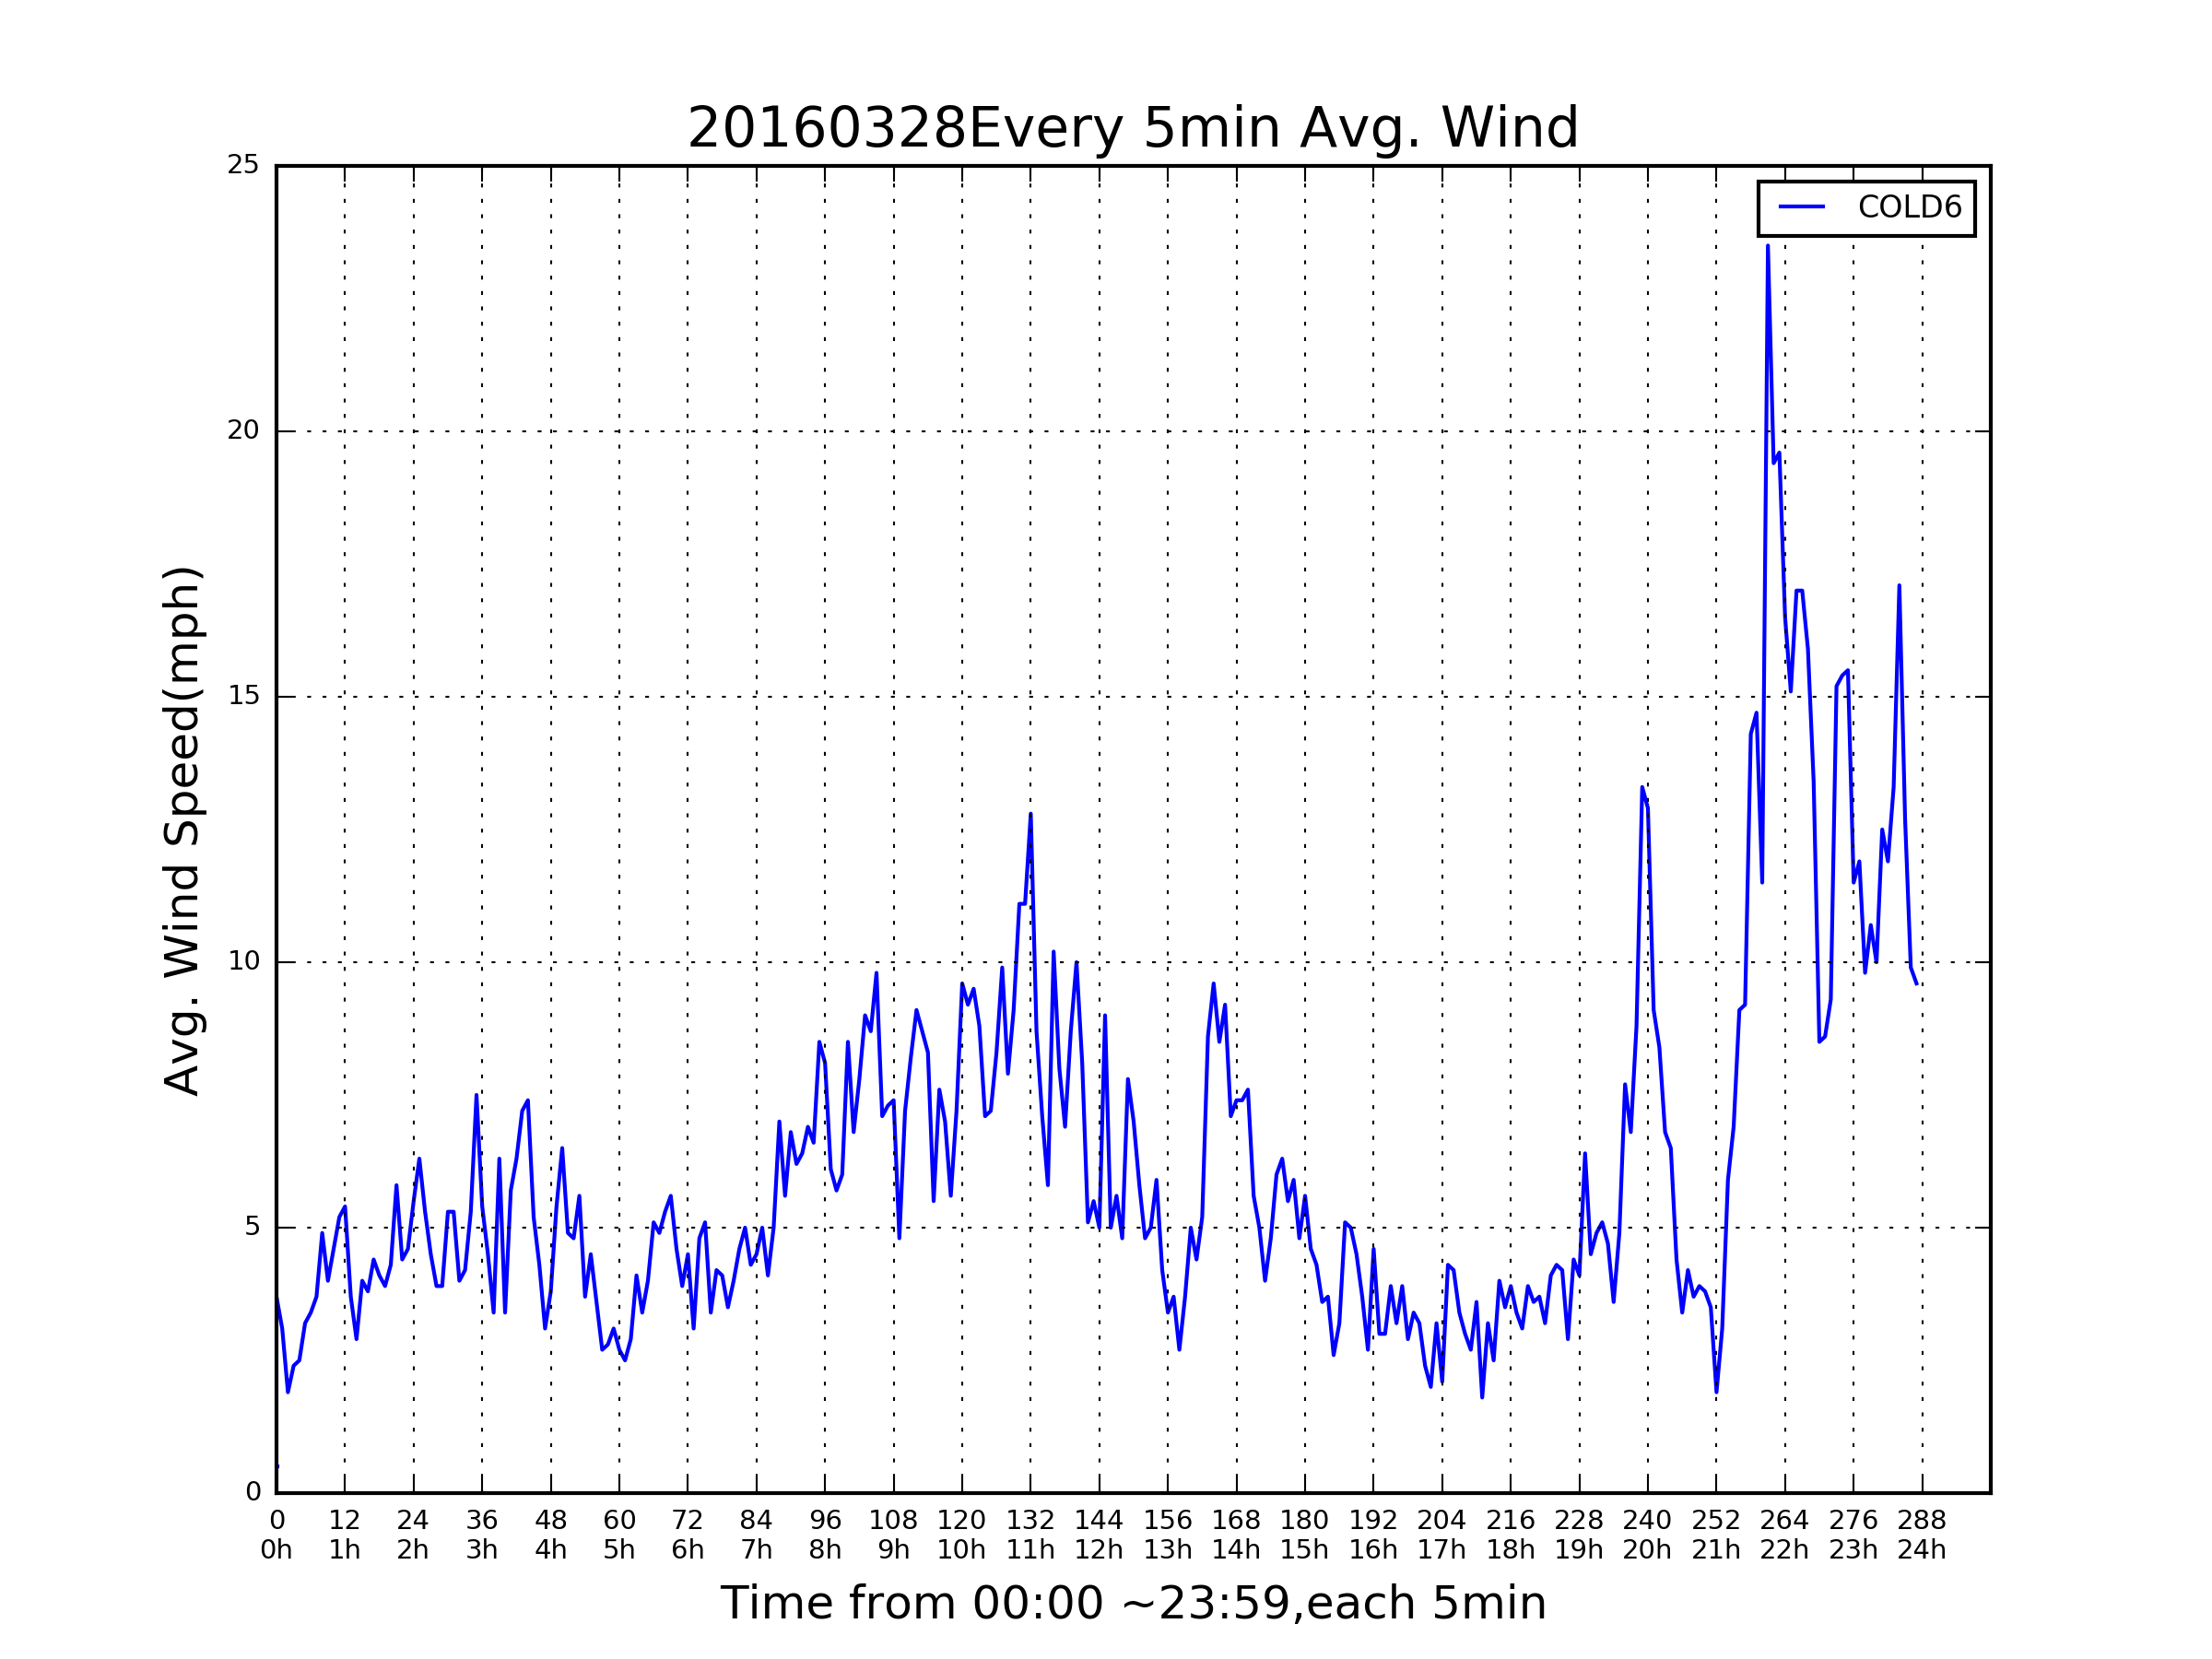 20160328Every 5min Avg. Wind
COLD6
Avg. Wind Speed(mph)
25
20
15
10
5
0
0 12 24 36 48 60 72 84 96 108 120 132 144 156 168 180 192 204 216 228 240 252 264 276 288
0h 1h 2h 3h 4h 5h 6h 7h 8h 9h 10h 11h 12h 13h 14h 15h 16h 17h 18h 19h 20h 21h 22h 23h 24h
Time from 00:00 ~23:59,each 5min